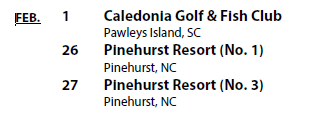 FEB. 1 Caledonia Golf & Fish Club
Pawleys Island, SC
26 Pinehurst Resort (No. 1)
Pinehurst, NC
27 Pinehurst Resort (No. 3)
Pinehurst, NC